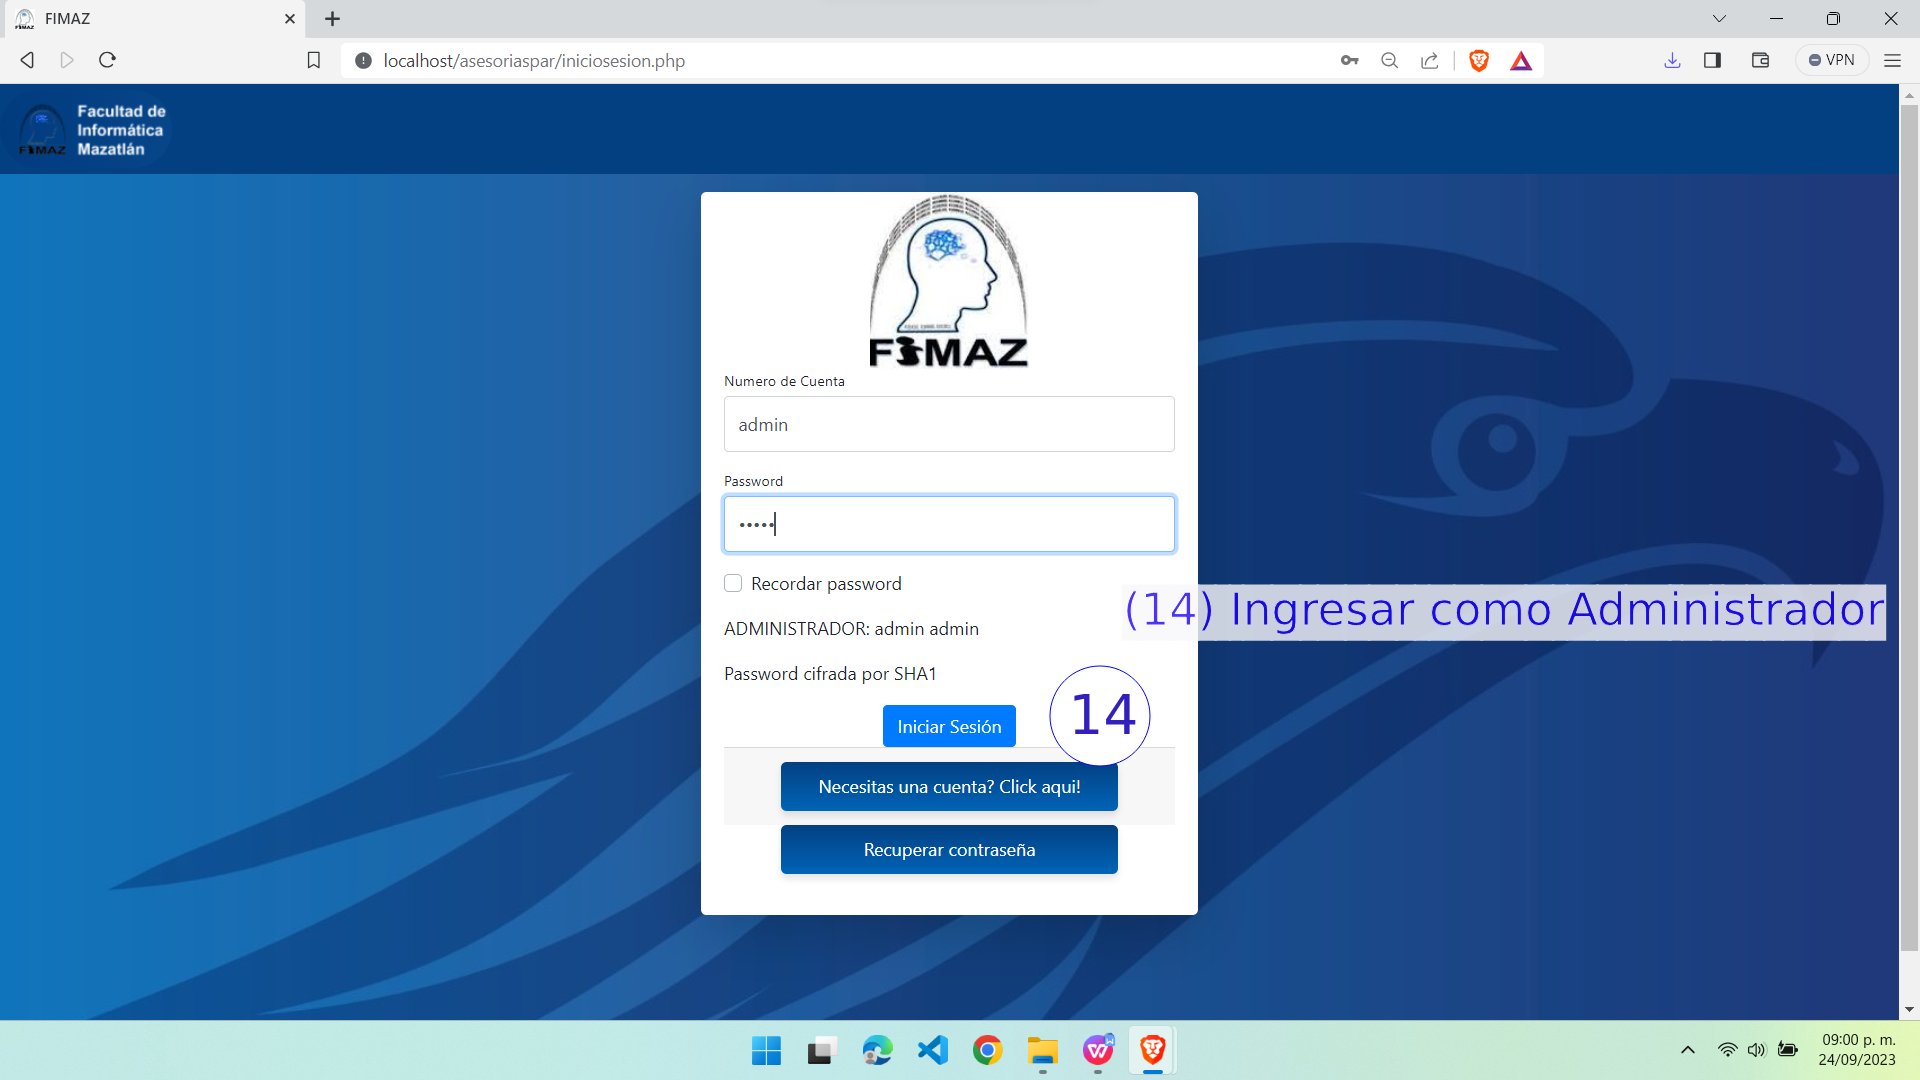 FIMAZ
localhost/asesoriaspar/iniciosesion.php
VPN
Facultad de
Informática
Mazatlán
FIMAZ
FIMAZ
Numero de Cuenta
admin
Password
•••••
Recordar password
(14) Ingresar como Administrador
ADMINISTRADOR: admin admin
Password cifrada por SHA1
14
Iniciar Sesión
Necesitas una cuenta? Click aqui!
Recuperar contraseña
09:00 p. m.
24/09/2023